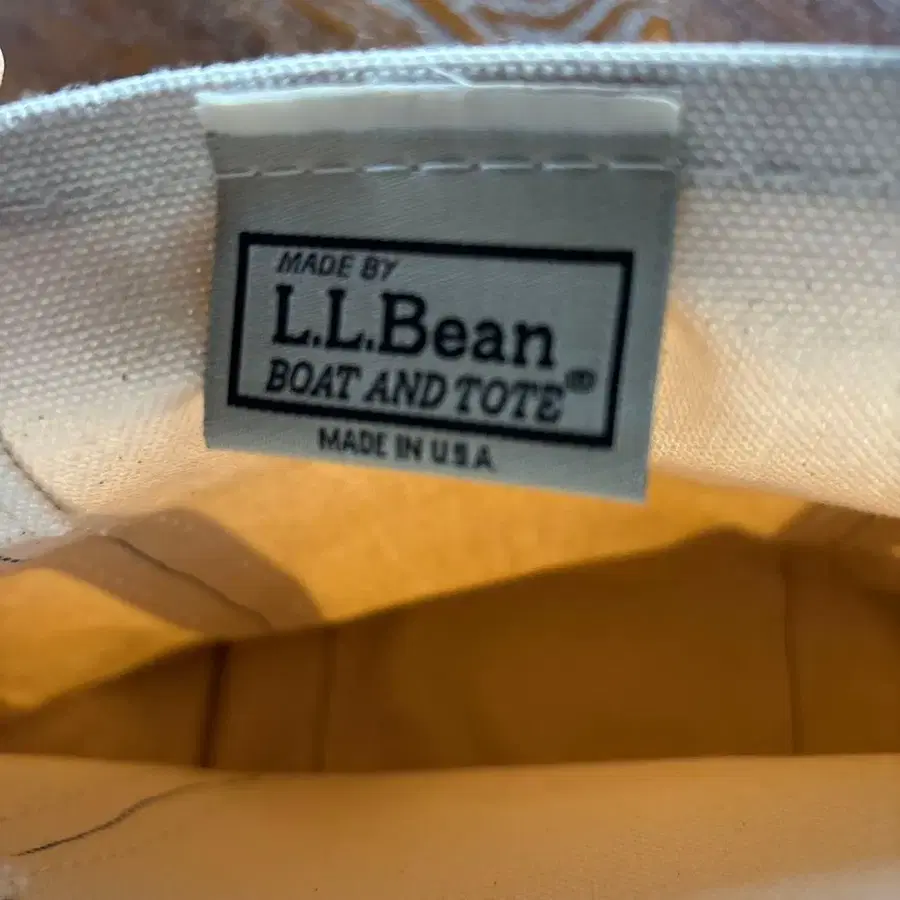 MADE BY
L.L.Bean
BOAT AND TOTE®
MADE IN U.S.A.